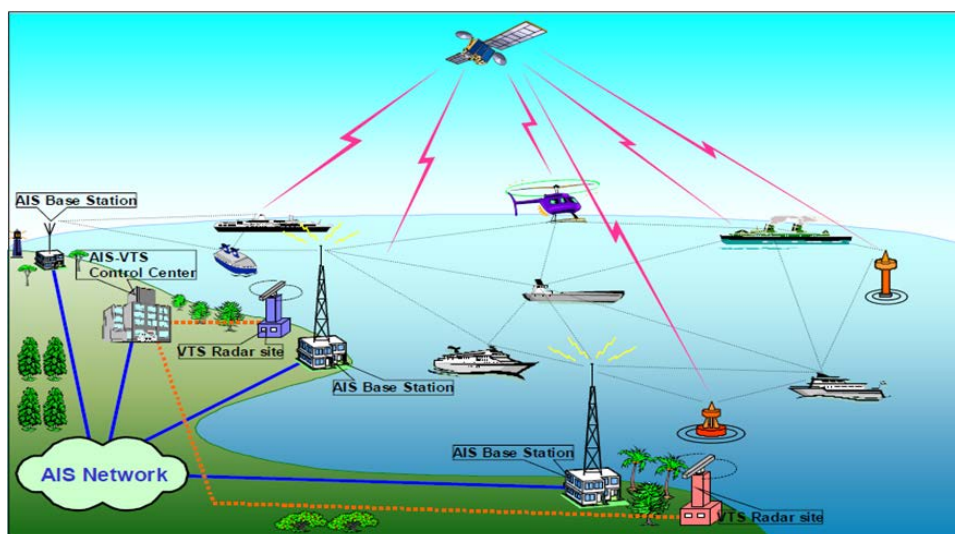 AIS Base Station
AIS-VTS
Control Center
VTS Radar site
AIS Base Station
AIS Base Station
AIS Network
VTS Radar site